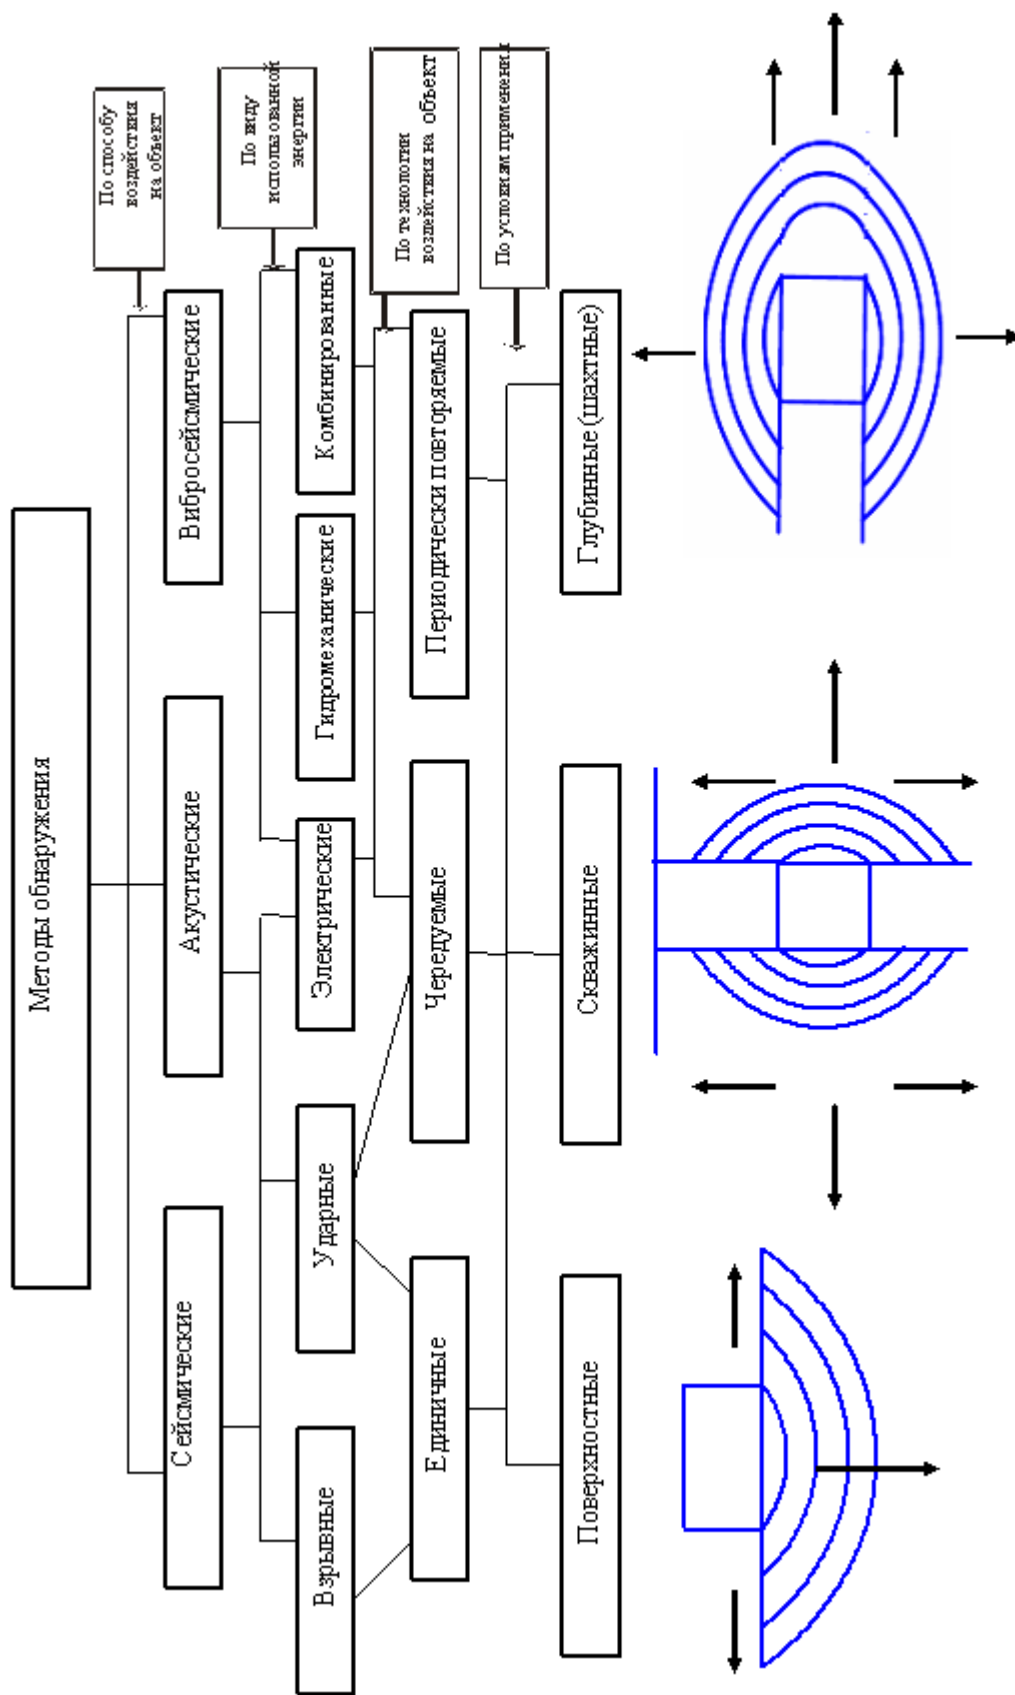 Методы обнаружения
По способу
воздействия
на объект
Сейсмические
Акустические
Вибросейсмические
По виду
использованной
энергии
Взрывные
Ударные
Электрические
Гидромеханические
Комбинированные
По технологии
воздействия на объект
Единичные
Чередуемые
Периодически повторяемые
По условиям применения
Поверхностные
Скважинные
Глубинные (шахтные)